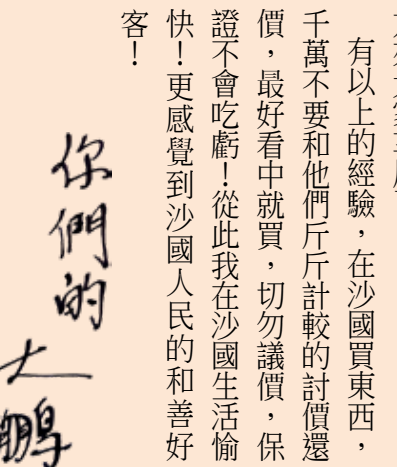 有以上的經驗，在沙國買東西，
千萬不要和他們斤斤計較的討價還
價，最好看中就買，切勿議價，保
證不會吃虧！從此我在沙國生活愉
快！更感覺到沙國人民的和善好
客！
你們的
大鵬